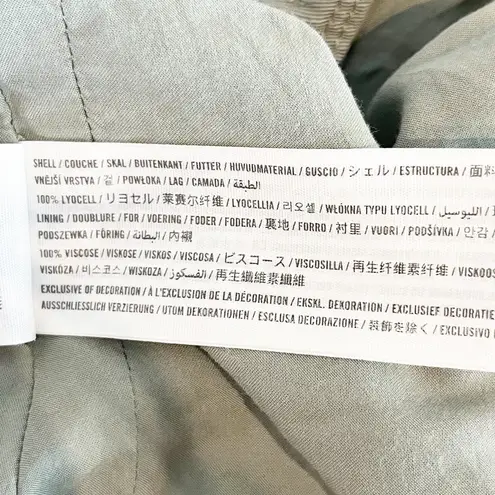 SHELL / COUCHE / SKAL / BUITENKANT / FUTTER / HUVUDMATERIAL / GUSCIO / シェル / ESTRUCTURA / 面料
VNĚJŠÍ VRSTVA / 겉 / POWŁOKA / LAG / CAMADA / الطبقة
100% LYOCELL / リヨセル / 莱赛尔纤维 / LYOCELLIA / 리오셀 / WŁÓKNA TYPU LYOCELL / الليوسيل
LINING / DOUBLURE / FOR / VOERING / FODER / FODERA / 裏地 / FORRO / 衬里 / VUORI / PODŠÍVKA / 안감 /
PODSZEWKA / FÔRING / البطانة / 內襯
100% VISCOSE / VISKOSE / VISKOS / VISCOSA / ビスコース / VISCOSILLA / 再生纤维素纤维 / VISKOOS
VISKÓZA / 비스코스 / WISKOZA / الفسكوز / 再生纖維素纖維
EXCLUSIVE OF DECORATION / À L'EXCLUSION DE LA DÉCORATION / EKSKL. DEKORATION / EXCLUSIEF DECORATIE
AUSSCHLIESSLICH VERZIERUNG / UTOM DEKORATIONEN / ESCLUSA DECORAZIONE / 装飾を除く / EXCLUSIVO